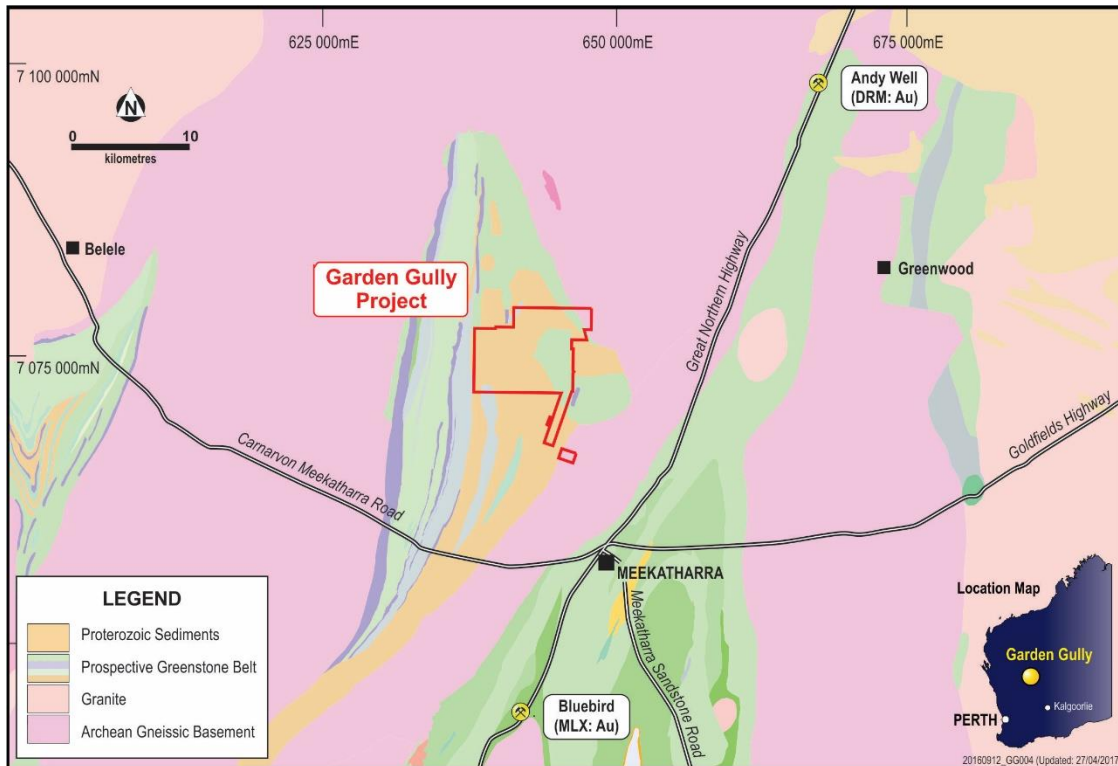 625 000mE
650 000mE
675 000mE
7 100 000mN
N
0
10
kilometres
Andy Well
(DRM: Au)
Belele
Garden Gully
Project
Great Northern Highway
Greenwood
7 075 000mN
Carnarvon Meekatharra Road
Goldfields Highway
MEEKATHARRA
Meekatharra Sandstone Road
Bluebird
(MLX: Au)
LEGEND
Proterozoic Sediments
Prospective Greenstone Belt
Granite
Archean Gneissic Basement
Location Map
Garden Gully
Kalgoorlie
PERTH
20160912_GG004 (Updated: 27/04/2017